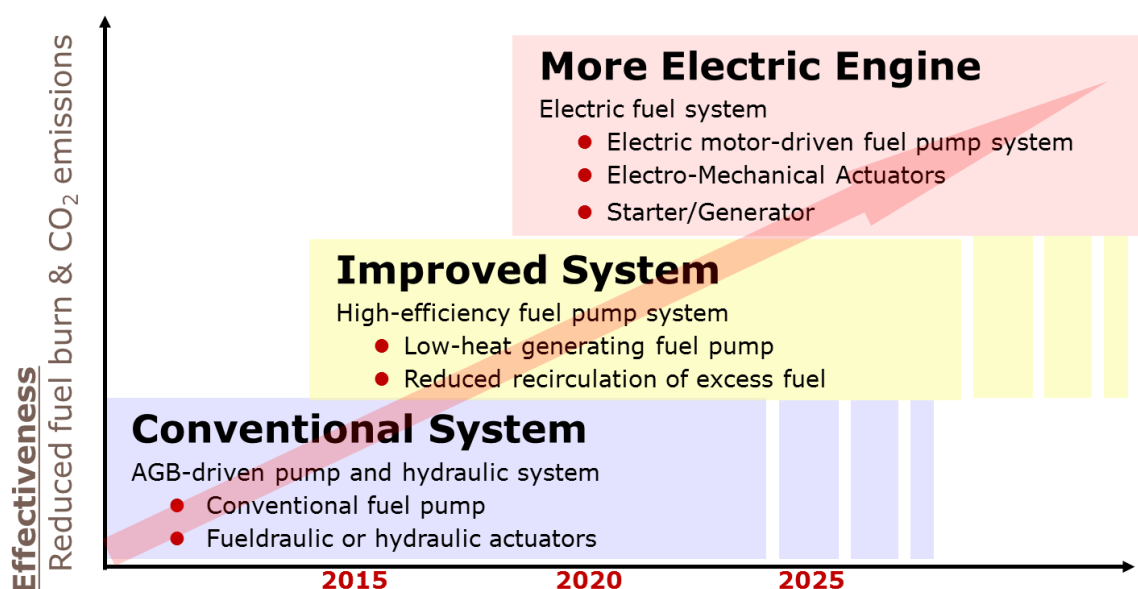 Effectiveness
Reduced fuel burn & CO₂ emissions
More Electric Engine
Electric fuel system
● Electric motor-driven fuel pump system
● Electro-Mechanical Actuators
● Starter/Generator
Improved System
High-efficiency fuel pump system
● Low-heat generating fuel pump
● Reduced recirculation of excess fuel
Conventional System
AGB-driven pump and hydraulic system
● Conventional fuel pump
● Fueldraulic or hydraulic actuators
2015 2020 2025